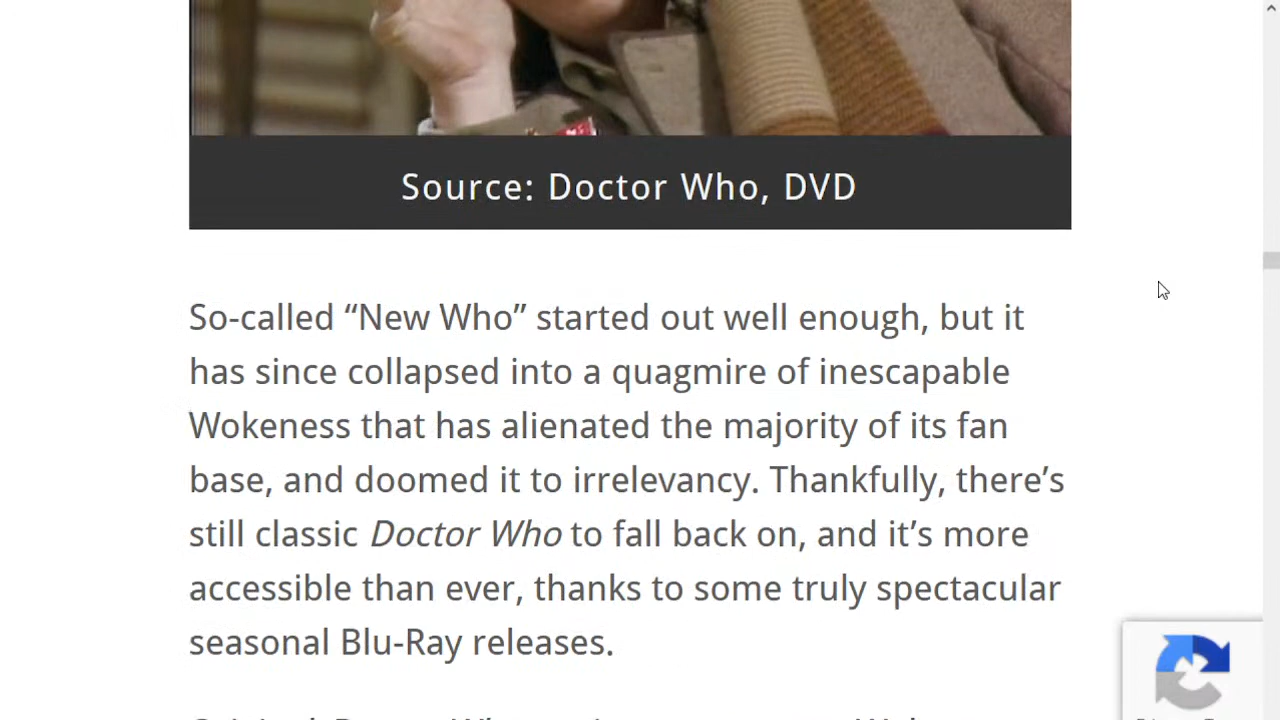 Source: Doctor Who, DVD
So-called “New Who” started out well enough, but it
has since collapsed into a quagmire of inescapable
Wokeness that has alienated the majority of its fan
base, and doomed it to irrelevancy. Thankfully, there’s
still classic Doctor Who to fall back on, and it’s more
accessible than ever, thanks to some truly spectacular
seasonal Blu-Ray releases.